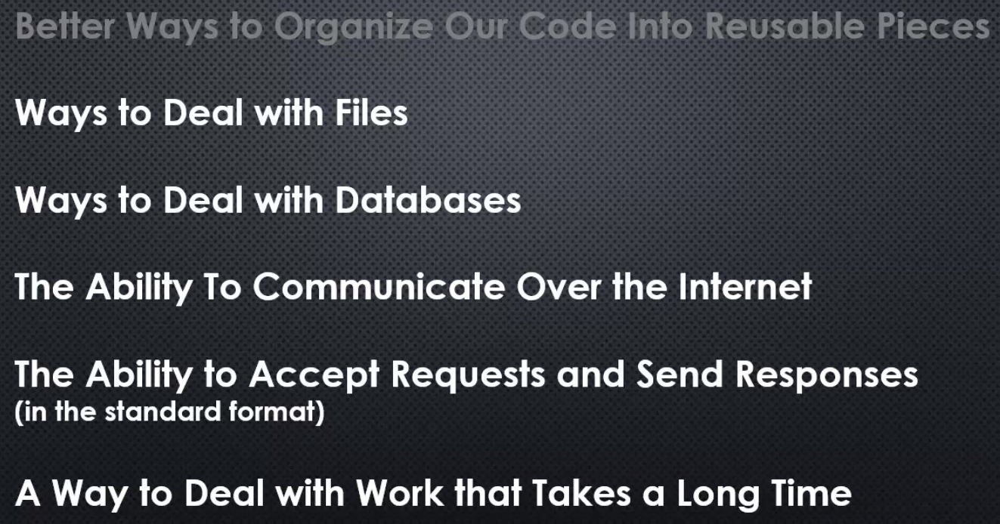 Better Ways to Organize Our Code Into Reusable Pieces
Ways to Deal with Files
Ways to Deal with Databases
The Ability To Communicate Over the Internet
The Ability to Accept Requests and Send Responses
(in the standard format)
A Way to Deal with Work that Takes a Long Time